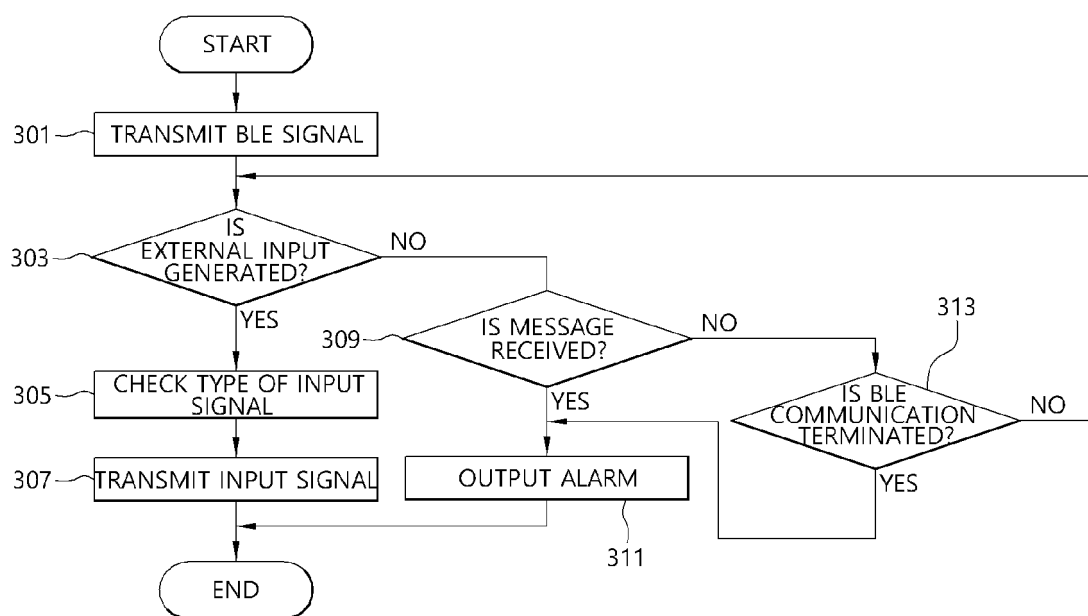 START
301
TRANSMIT BLE SIGNAL
303
IS
EXTERNAL INPUT
GENERATED?
NO
YES
309
IS MESSAGE
RECEIVED?
NO
YES
313
IS BLE
COMMUNICATION
TERMINATED?
NO
YES
305
CHECK TYPE OF INPUT
SIGNAL
307
TRANSMIT INPUT SIGNAL
OUTPUT ALARM
311
END